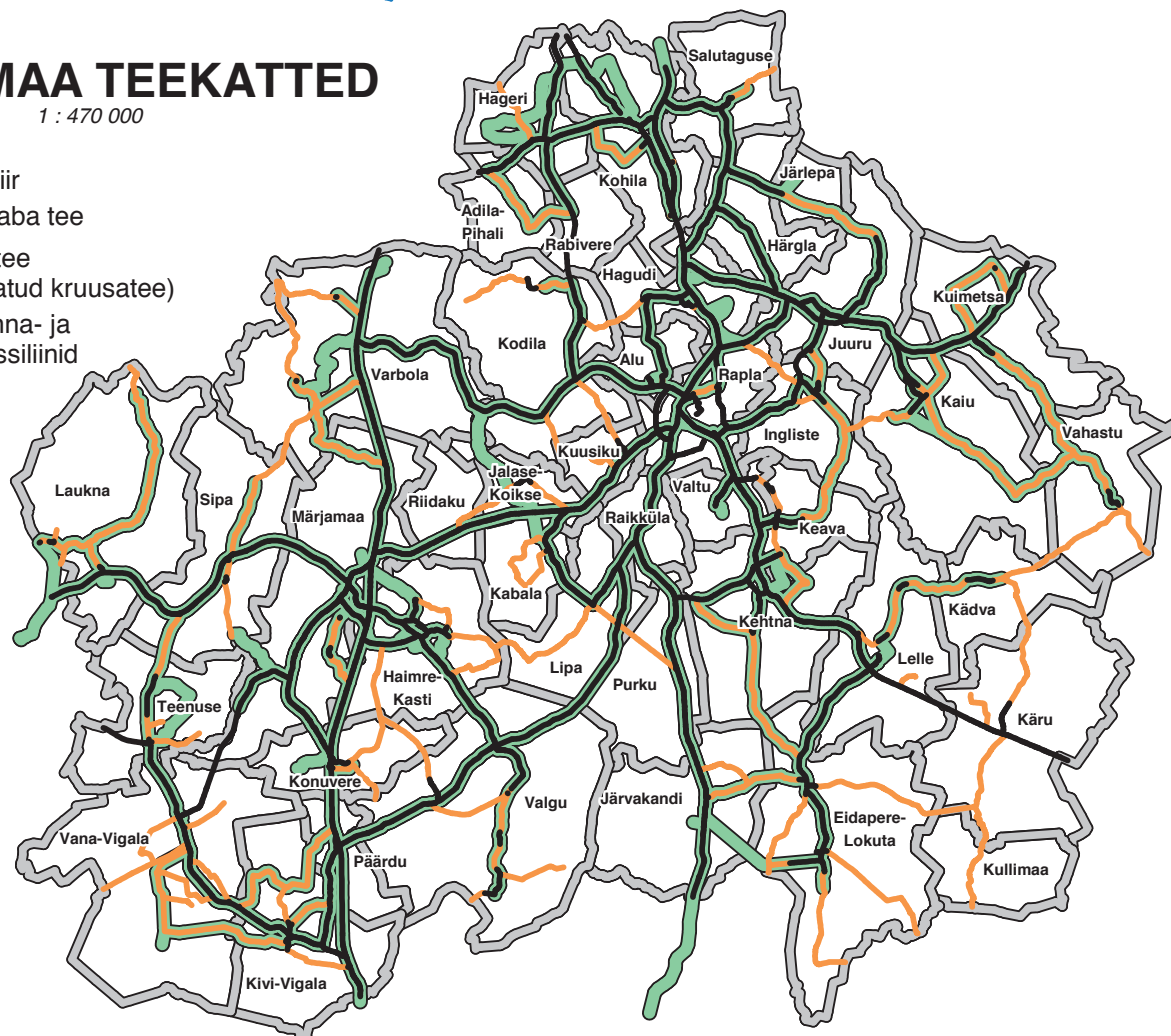 MAA TEEKATTED
1 : 470 000
iir
aba tee
tee
atud kruusatee)
nna- ja
ssiliinid
Salutaguse
Hageri
Järlepa
Kohila
Adila-
Pihali
Rabivere
Härgla
Hagudi
Kuimetsa
Kodila
Juuru
Alu
Rapla
Varbola
Kaiu
Vahastu
Ingliste
Kuusiku
Jalase-
Koikse
Laukna
Sipa
Riidaku
Valtu
Märjamaa
Raikküla
Keava
Kabala
Kädva
Kehtna
Lelle
Lipa
Purku
Haimre-
Kasti
Teenuse
Käru
Konuvere
Valgu
Järvakandi
Eidapere-
Lokuta
Vana-Vigala
Päärdu
Kullimaa
Kivi-Vigala